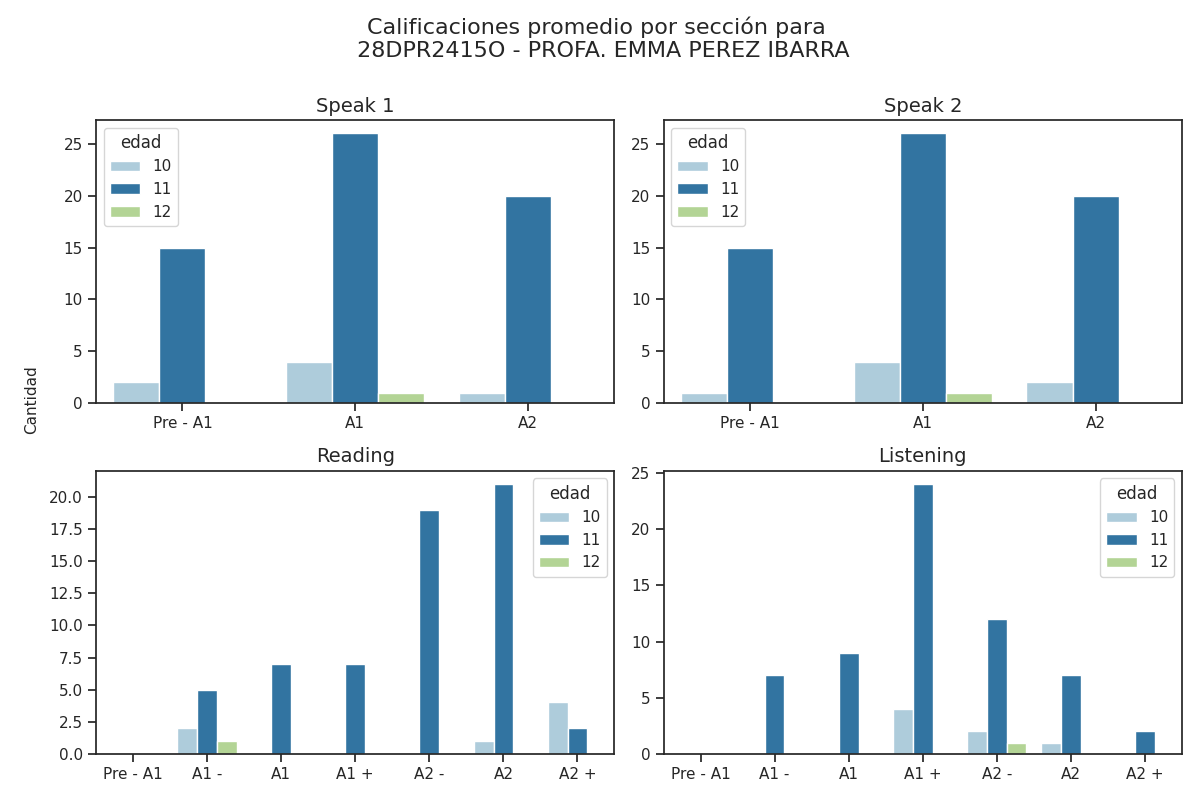 Calificaciones promedio por sección para
28DPR2415O - PROFA. EMMA PEREZ IBARRA
Speak 1
25
20
15
10
5
0
edad
10
11
12
Pre - A1
A1
A2
Speak 2
25
20
15
10
5
0
edad
10
11
12
Pre - A1
A1
A2
Cantidad
Reading
20.0
17.5
15.0
12.5
10.0
7.5
5.0
2.5
0.0
edad
10
11
12
Pre - A1
A1 -
A1
A1 +
A2 -
A2
A2 +
Listening
25
20
15
10
5
0
edad
10
11
12
Pre - A1
A1 -
A1
A1 +
A2 -
A2
A2 +